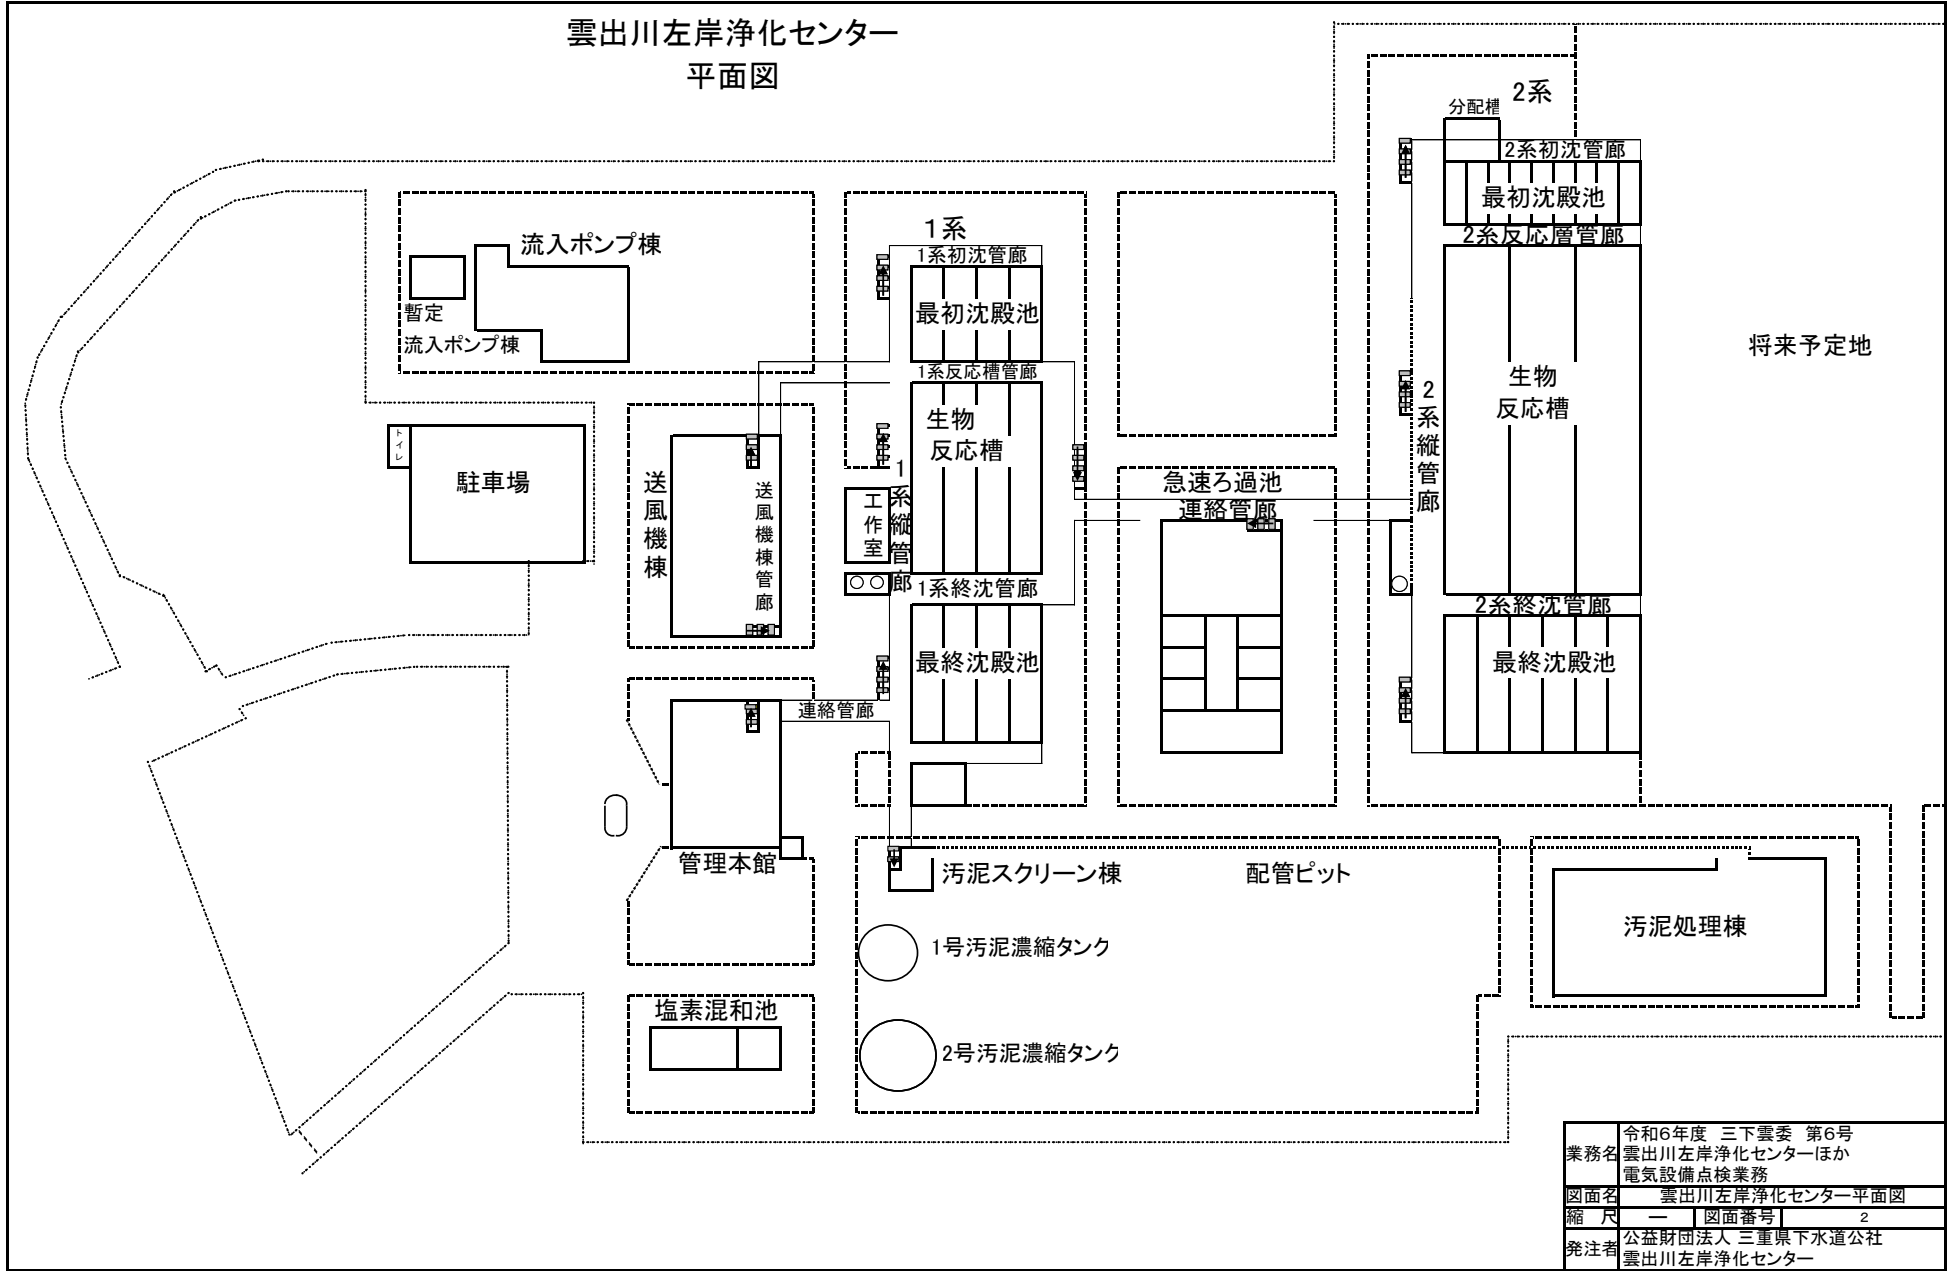 雲出川左岸浄化センター
平面図
2系
分配槽
2系初沈管廊
最初沈殿池
2系反応層管廊
生物
反応槽
2系縦管廊
2系終沈管廊
最終沈殿池
将来予定地
流入ポンプ棟
暫定
流入ポンプ棟
1系
1系初沈管廊
最初沈殿池
1系反応槽管廊
生物
反応槽
1系縦管廊
工作室
1系終沈管廊
最終沈殿池
トイレ
駐車場
送風機棟
送風機棟管廊
急速ろ過池
連絡管廊
連絡管廊
管理本館
汚泥スクリーン棟
配管ピット
汚泥処理棟
1号汚泥濃縮タンク
2号汚泥濃縮タンク
塩素混和池
業務名
令和6年度 三下雲委 第6号
雲出川左岸浄化センターほか
電気設備点検業務
図面名
雲出川左岸浄化センター平面図
縮 尺
―
図面番号
2
発注者
公益財団法人 三重県下水道公社
雲出川左岸浄化センター